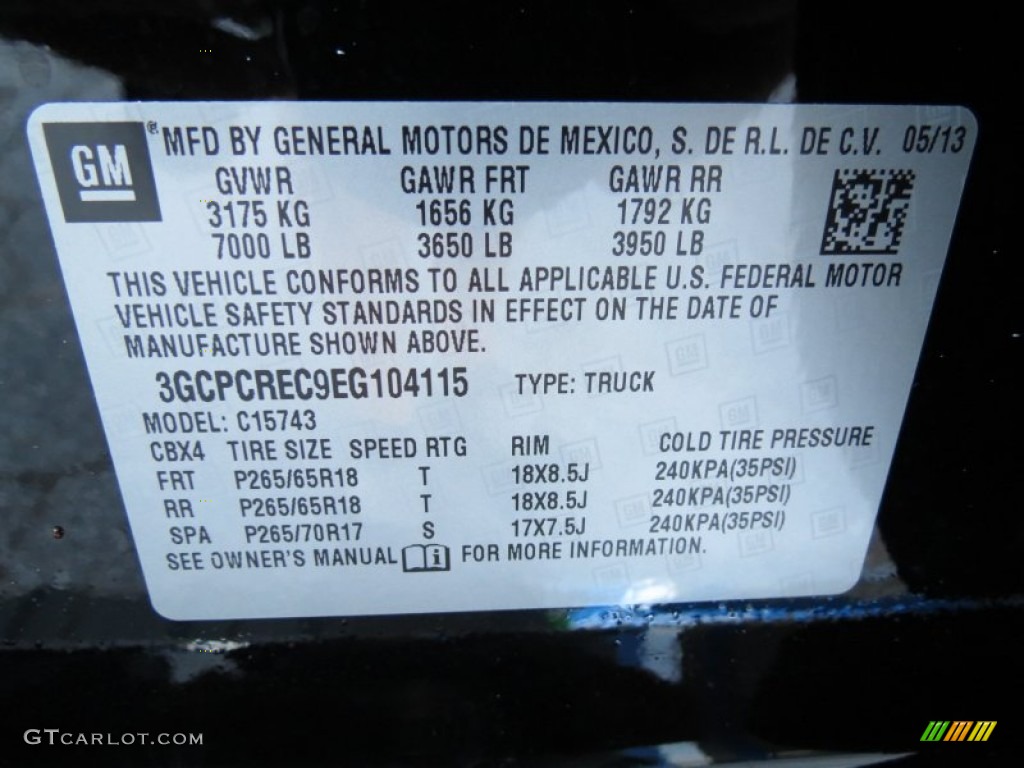 GM ® MFD BY GENERAL MOTORS DE MEXICO, S. DE R.L. DE C.V. 05/13
GVWR GAWR FRT GAWR RR
3175 KG 1656 KG 1792 KG
7000 LB 3650 LB 3950 LB
THIS VEHICLE CONFORMS TO ALL APPLICABLE U.S. FEDERAL MOTOR
VEHICLE SAFETY STANDARDS IN EFFECT ON THE DATE OF
MANUFACTURE SHOWN ABOVE.
3GCPCREC9EG104115 TYPE: TRUCK
MODEL: C15743
CBX4 TIRE SIZE SPEED RTG RIM COLD TIRE PRESSURE
FRT P265/65R18 T 18X8.5J 240KPA(35PSI)
RR P265/65R18 T 18X8.5J 240KPA(35PSI)
SPA P265/70R17 S 17X7.5J 240KPA(35PSI)
SEE OWNER'S MANUAL i FOR MORE INFORMATION.
GTCARLOT.COM